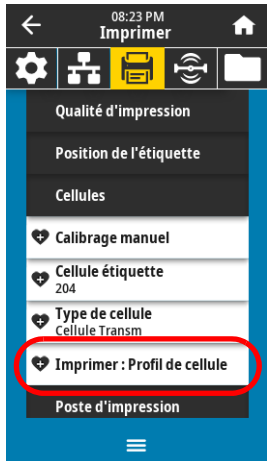 08:23 PM
Imprimer
Qualité d'impression
Position de l'étiquette
Cellules
Calibrage manuel
Cellule étiquette
204
Type de cellule
Cellule Transm
Imprimer : Profil de cellule
Poste d'impression